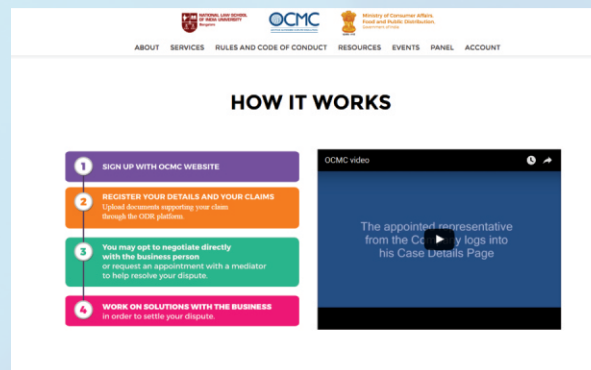 NATIONAL LAW SCHOOL
OF INDIA UNIVERSITY
Bangalore
OCMC
Ministry of Consumer Affairs,
Food and Public Distribution
Government of India
ABOUT SERVICES RULES AND CODE OF CONDUCT RESOURCES EVENTS PANEL ACCOUNT
HOW IT WORKS
1 SIGN UP WITH OCMC WEBSITE
2 REGISTER YOUR DETAILS AND YOUR CLAIMS
Upload documents supporting your claim
through the ODR platform.
3 You may opt to negotiate directly
with the business person
or request an appointment with a mediator
to help resolve your dispute.
4 WORK ON SOLUTIONS WITH THE BUSINESS
in order to settle your dispute.
OCMC video
The appointed representative
from the Co y logs into
his Case Details Page